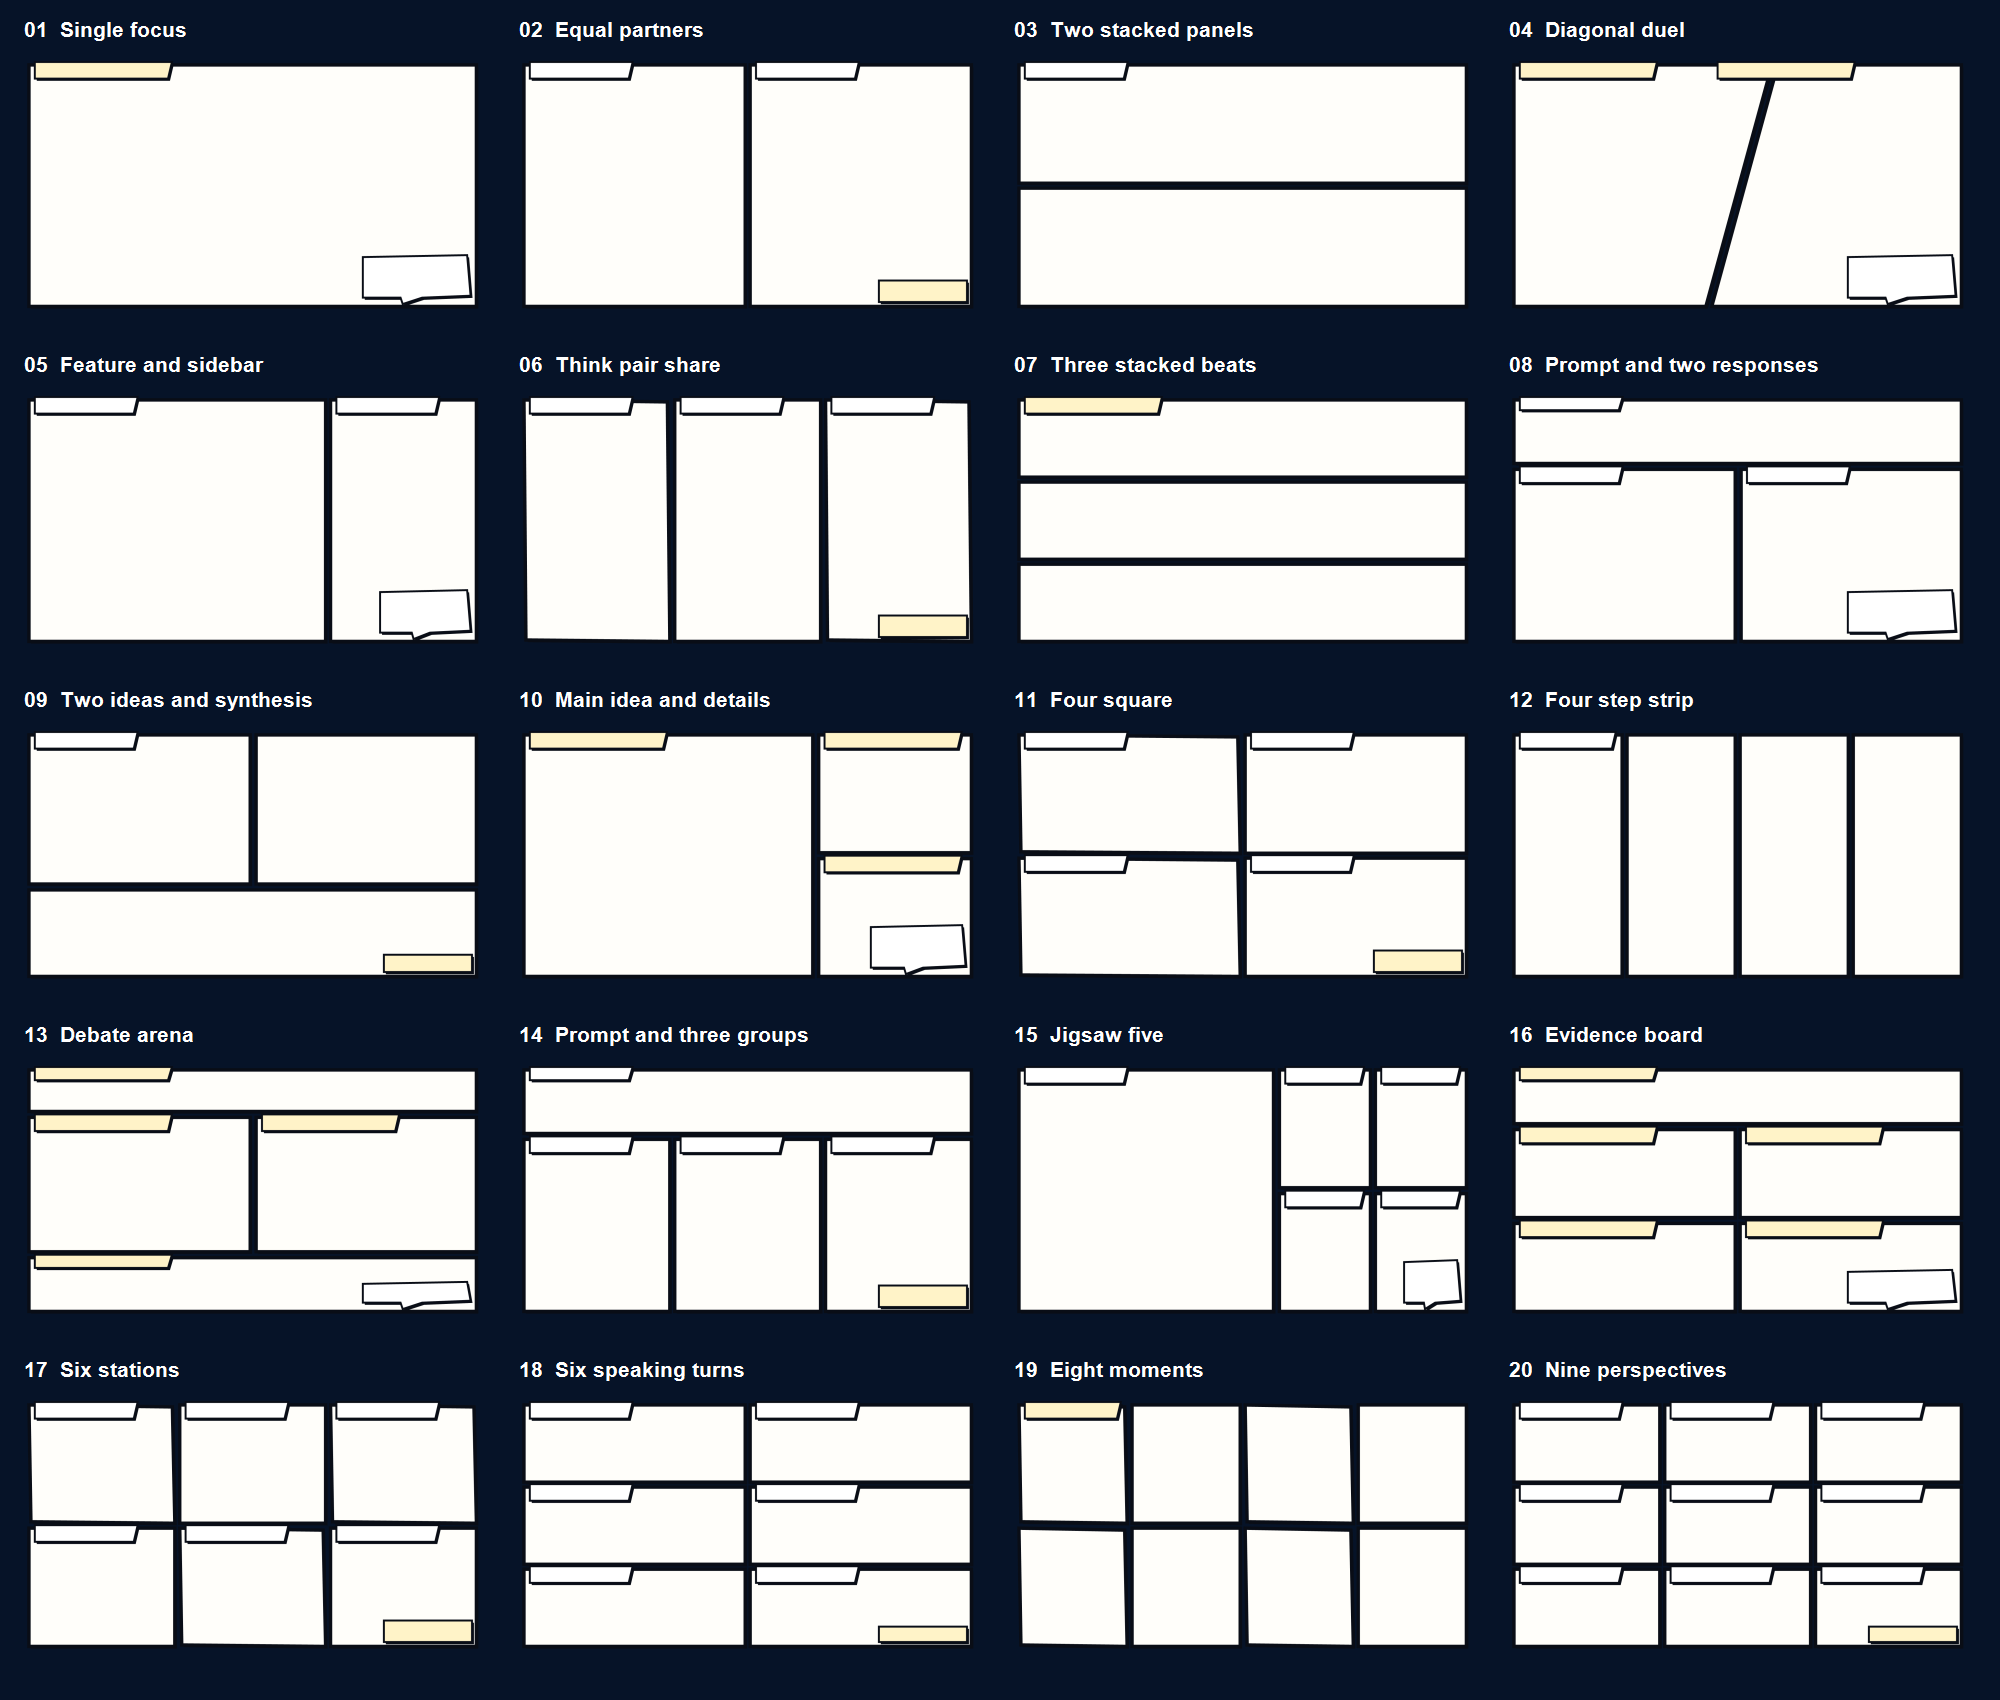 01 Single focus
02 Equal partners
03 Two stacked panels
04 Diagonal duel
05 Feature and sidebar
06 Think pair share
07 Three stacked beats
08 Prompt and two responses
09 Two ideas and synthesis
10 Main idea and details
11 Four square
12 Four step strip
13 Debate arena
14 Prompt and three groups
15 Jigsaw five
16 Evidence board
17 Six stations
18 Six speaking turns
19 Eight moments
20 Nine perspectives